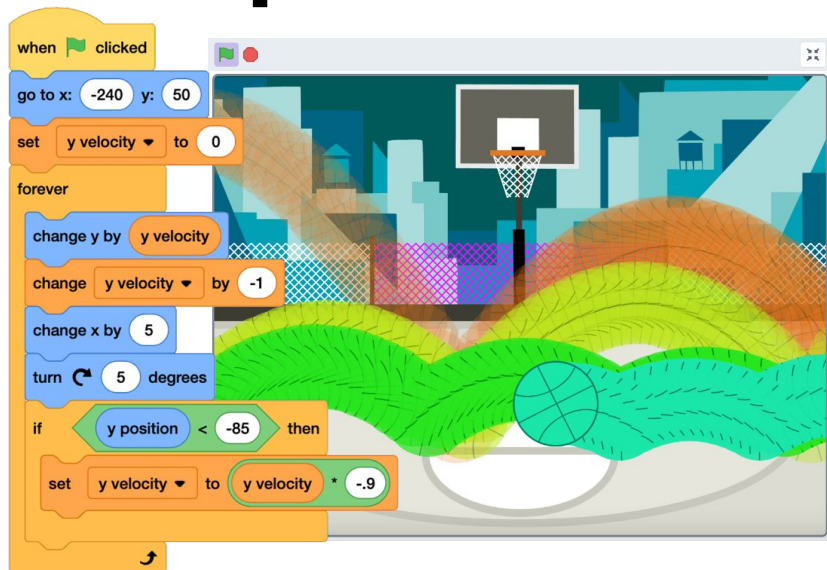 when clicked
go to x: -240 y: 50
set y velocity to 0
forever
change y by y velocity
change y velocity by -1
change x by 5
turn 5 degrees
if y position < -85 then
set y velocity to y velocity * -.9